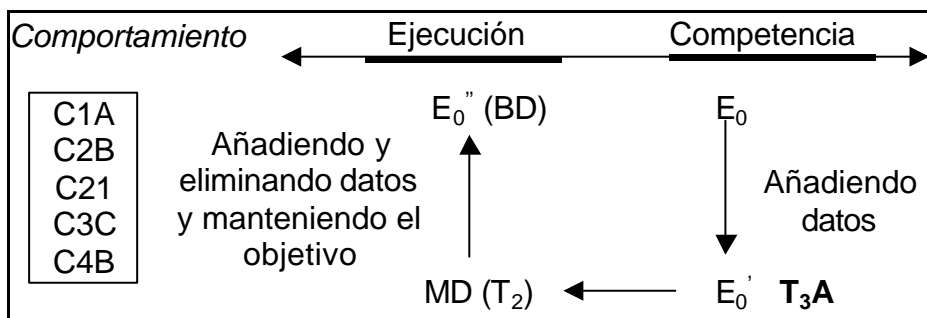 Comportamiento Ejecución Competencia
C1A
C2B
C21
C3C
C4B
Añadiendo y
eliminando datos
y manteniendo el
objetivo
E₀” (BD)
MD (T₂)
E₀
Añadiendo
datos
E₀’ T₃A